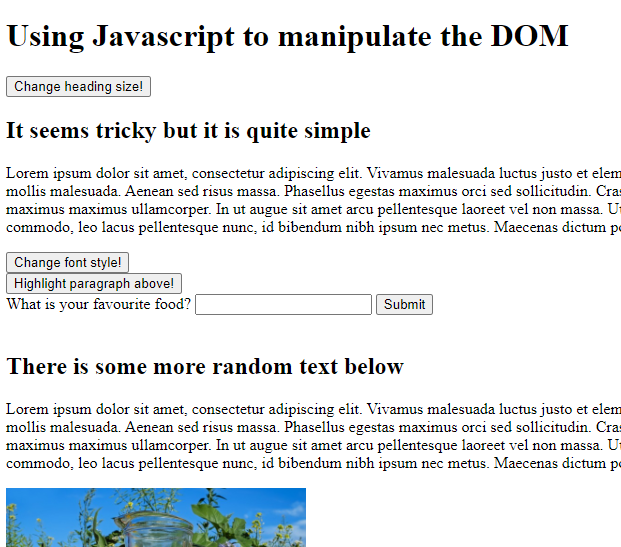 Using Javascript to manipulate the DOM
Change heading size!
It seems tricky but it is quite simple
Lorem ipsum dolor sit amet, consectetur adipiscing elit. Vivamus malesuada luctus justo et elem
mollis malesuada. Aenean sed risus massa. Phasellus egestas maximus orci sed sollicitudin. Cras
maximus maximus ullamcorper. In ut augue sit amet arcu pellentesque laoreet vel non massa. Ut
commodo, leo lacus pellentesque nunc, id bibendum nibh ipsum nec metus. Maecenas dictum po
Change font style!
Highlight paragraph above!
What is your favourite food? Submit
There is some more random text below
Lorem ipsum dolor sit amet, consectetur adipiscing elit. Vivamus malesuada luctus justo et elem
mollis malesuada. Aenean sed risus massa. Phasellus egestas maximus orci sed sollicitudin. Cras
maximus maximus ullamcorper. In ut augue sit amet arcu pellentesque laoreet vel non massa. Ut
commodo, leo lacus pellentesque nunc, id bibendum nibh ipsum nec metus. Maecenas dictum po